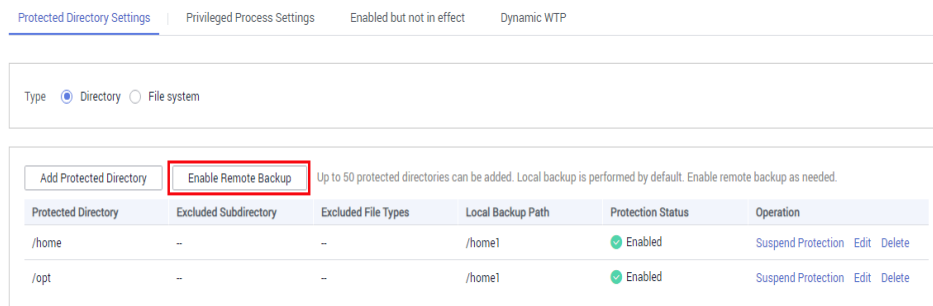 Protected Directory Settings Privileged Process Settings Enabled but not in effect Dynamic WTP
Type Directory File system
Add Protected Directory Enable Remote Backup Up to 50 protected directories can be added. Local backup is performed by default. Enable remote backup as needed.
Protected Directory Excluded Subdirectory Excluded File Types Local Backup Path Protection Status Operation
/home -- -- /home1 Enabled Suspend Protection Edit Delete
/opt -- -- /home1 Enabled Suspend Protection Edit Delete